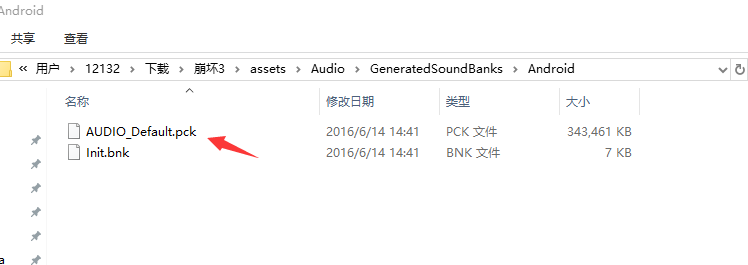 Android
共享 查看
« 用户 > 12132 > 下载 > 崩坏3 > assets > Audio > GeneratedSoundBanks > Android
名称 修改日期 类型 大小
AUDIO_Default.pck 2016/6/14 14:41 PCK 文件 343,461 KB
Init.bnk 2016/6/14 14:41 BNK 文件 7 KB
a